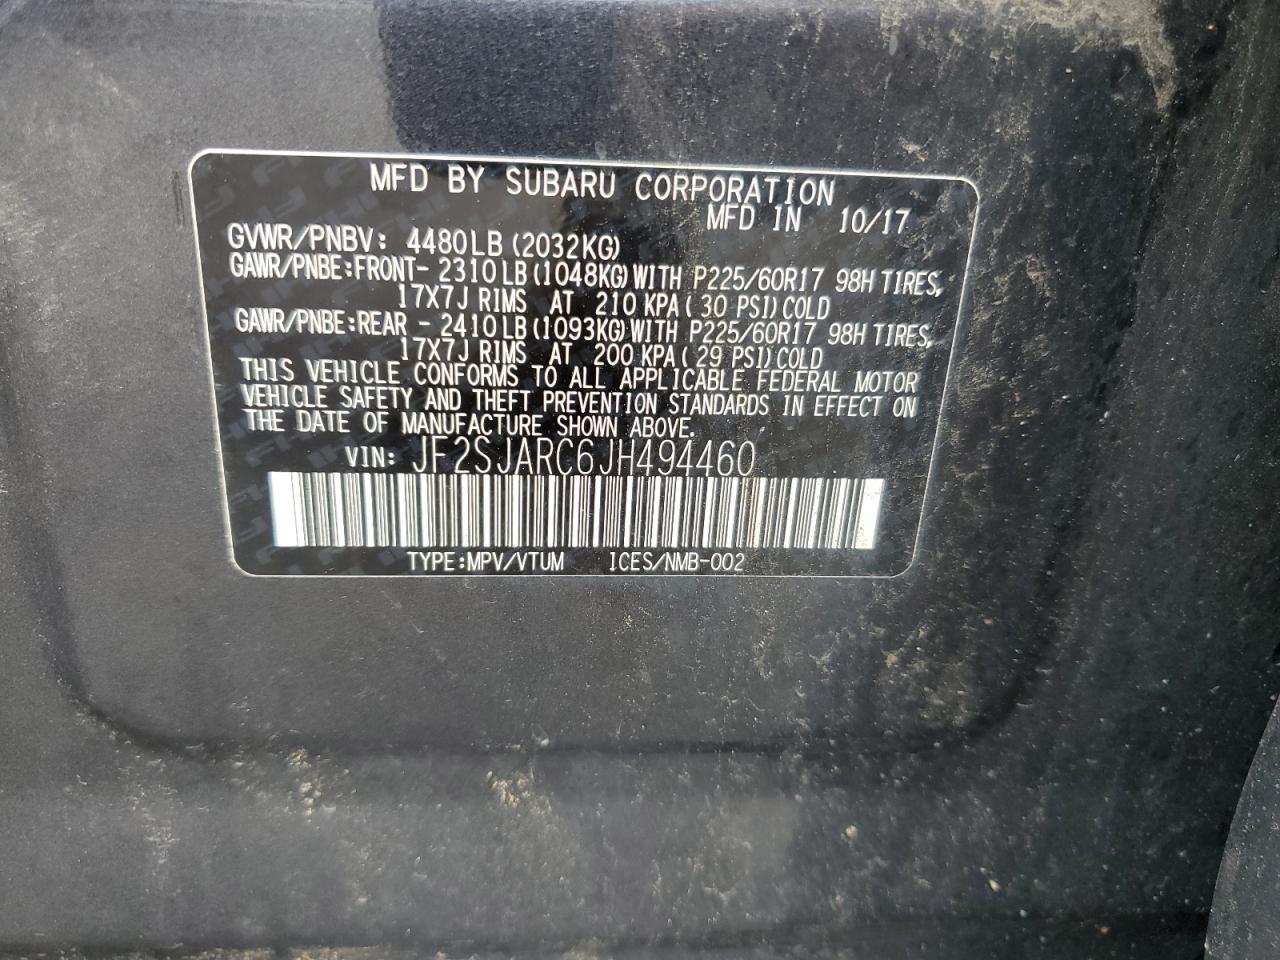 MFD BY SUBARU CORPORATION
MFD IN 10/17
GVWR/PNBV: 4480LB (2032KG)
GAWR/PNBE:FRONT- 2310LB (1048KG) WITH P225/60R17 98H TIRES,
17X7J RIMS AT 210 KPA ( 30 PSI) COLD
GAWR/PNBE:REAR - 2410LB (1093KG) WITH P225/60R17 98H TIRES,
17X7J RIMS AT 200 KPA ( 29 PSI) COLD
THIS VEHICLE CONFORMS TO ALL APPLICABLE FEDERAL MOTOR
VEHICLE SAFETY AND THEFT PREVENTION STANDARDS IN EFFECT ON
THE DATE OF MANUFACTURE SHOWN ABOVE.
VIN: JF2SJARC6JH494460
TYPE:MPV/VTUM ICES/NMB-002